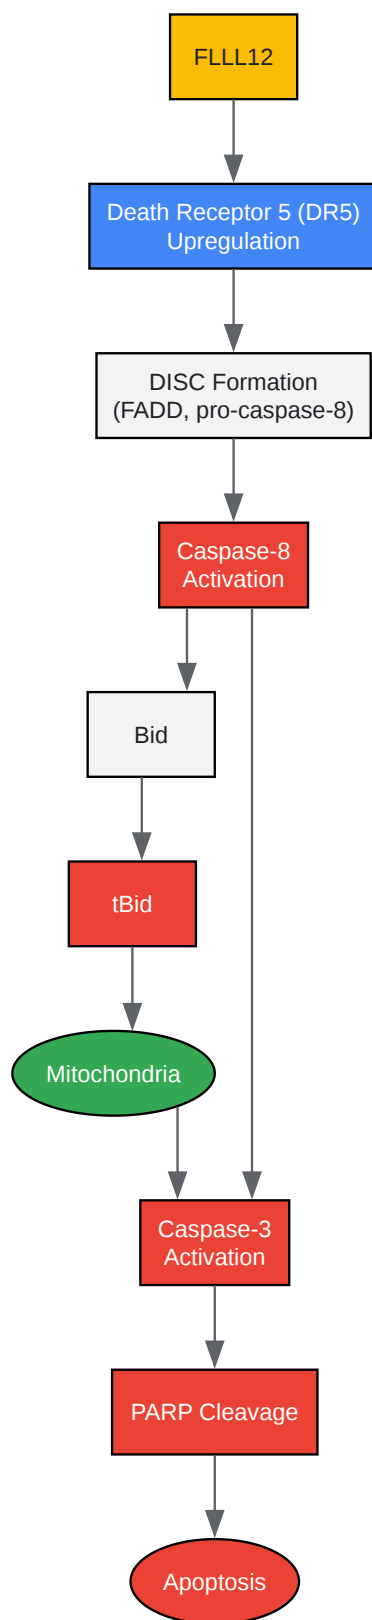 FLLL12
Death Receptor 5 (DR5)
Upregulation
DISC Formation
(FADD, pro-caspase-8)
Caspase-8
Activation
Bid
tBid
Mitochondria
Caspase-3
Activation
PARP Cleavage
Apoptosis